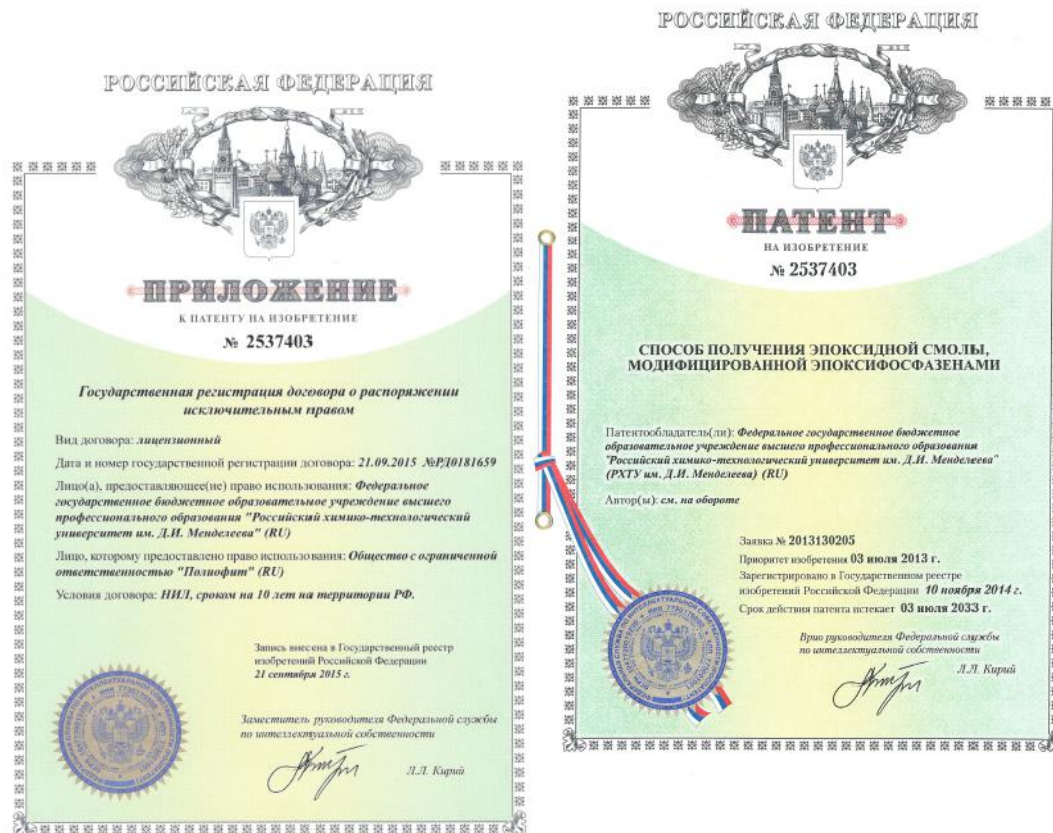 РОССИЙСКАЯ ФЕДЕРАЦИЯ
ПРИЛОЖЕНИЕ
К ПАТЕНТУ НА ИЗОБРЕТЕНИЕ
№ 2537403
Государственная регистрация договора о распоряжении
исключительным правом
Вид договора: лицензионный
Дата и номер государственной регистрации договора: 21.09.2015 №РД0181659
Лицо(а), предоставляющее(ие) право использования: Федеральное
государственное бюджетное образовательное учреждение высшего
профессионального образования "Российский химико-технологический
университет им. Д.И. Менделеева" (RU)
Лицо, которому предоставлено право использования: Общество с ограниченной
ответственностью "Полиофит" (RU)
Условия договора: НИЛ, сроком на 10 лет на территории РФ.
Запись внесена в Государственный реестр
изобретений Российской Федерации
21 сентября 2015 г.
Заместитель руководителя Федеральной службы
по интеллектуальной собственности
Л.Л. Кирий
РОССИЙСКАЯ ФЕДЕРАЦИЯ
ПАТЕНТ
НА ИЗОБРЕТЕНИЕ
№ 2537403
СПОСОБ ПОЛУЧЕНИЯ ЭПОКСИДНОЙ СМОЛЫ,
МОДИФИЦИРОВАННОЙ ЭПОКСИФОСФАЗЕНАМИ
Патентообладатель(ли): Федеральное государственное бюджетное
образовательное учреждение высшего профессионального образования
"Российский химико-технологический университет им. Д.И. Менделеева"
(РХТУ им. Д.И. Менделеева) (RU)
Автор(ы): см. на обороте
Заявка № 2013130205
Приоритет изобретения 03 июля 2013 г.
Зарегистрировано в Государственном реестре
изобретений Российской Федерации 10 ноября 2014 г.
Срок действия патента истекает 03 июля 2033 г.
Врио руководителя Федеральной службы
по интеллектуальной собственности
Л.Л. Кирий